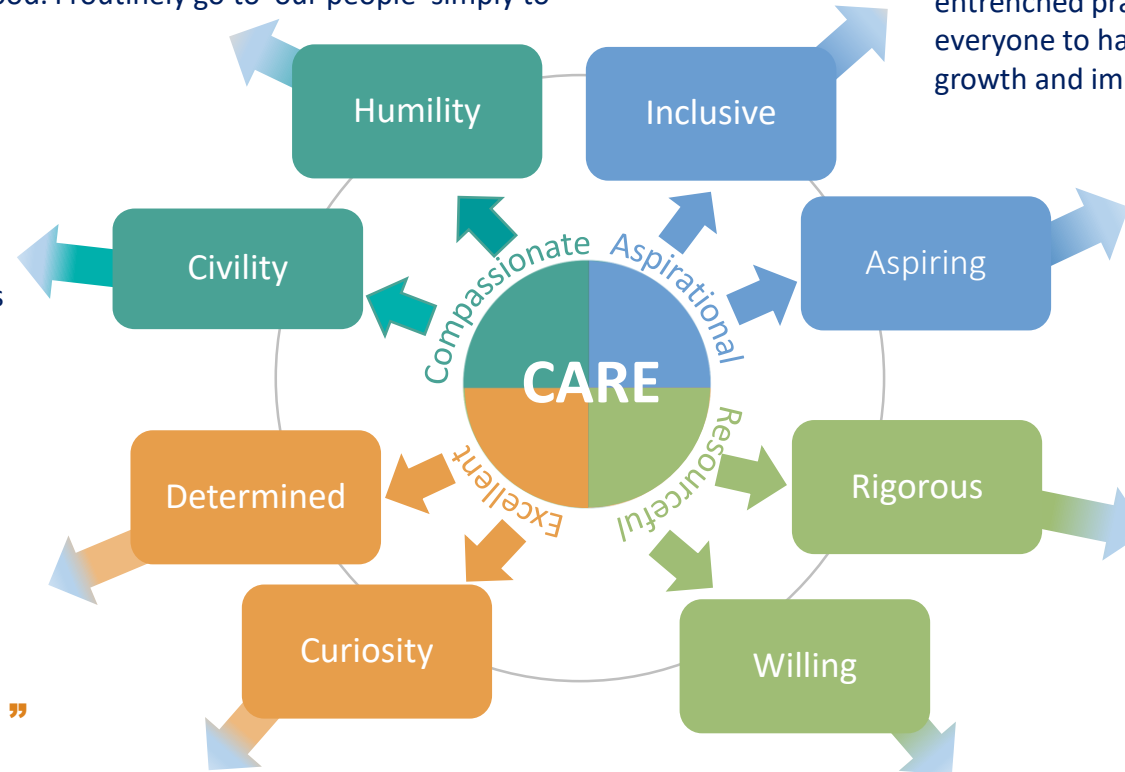 ood. I routinely go to 'our people' simply to
entrenched pra
everyone to ha
growth and im
Humility
Inclusive
Civility
Aspiring
s
Compassionate
Aspirational
CARE
Excellent
Resourceful
Determined
Rigorous
Curiosity
Willing
”